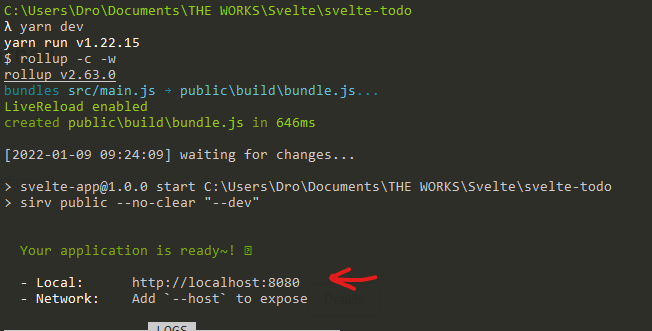 C:\Users\Dro\Documents\THE WORKS\Svelte\svelte-todo
λ yarn dev
yarn run v1.22.15
$ rollup -c -w
rollup v2.63.0
bundles src/main.js → public\build\bundle.js...
LiveReload enabled
created public\build\bundle.js in 646ms
[2022-01-09 09:24:09] waiting for changes...
> svelte-app@1.0.0 start C:\Users\Dro\Documents\THE WORKS\Svelte\svelte-todo
> sirv public --no-clear "--dev"
Your application is ready~! 
- Local: http://localhost:8080
- Network: Add `--host` to expose
LOGS